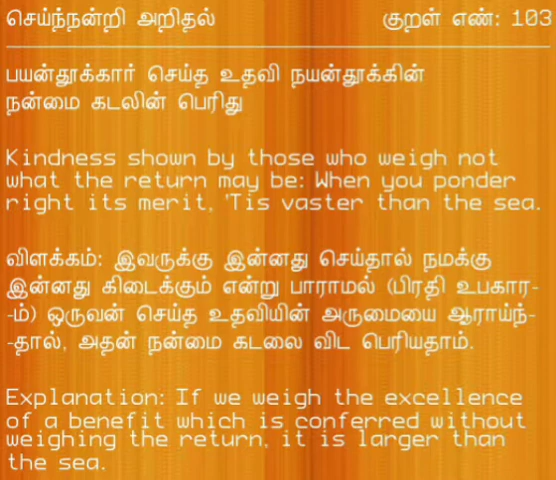 செய்ந்நன்றி அறிதல் குறள் எண்: 103
பயன்தூக்கார் செய்த உதவி நயன்தூக்கின்
நன்மை கடலின் பெரிது
Kindness shown by those who weigh not
what the return may be: When you ponder
right its merit, 'Tis vaster than the sea.
விளக்கம்: இவருக்கு இன்னது செய்தால் நமக்கு
இன்னது கிடைக்கும் என்று பாராமல் (பிரதி உபகார-
-ம்) ஒருவன் செய்த உதவியின் அருமையை ஆராய்ந்-
-தால், அதன் நன்மை கடலை விட பெரியதாம்.
Explanation: If we weigh the excellence
of a benefit which is conferred without
weighing the return, it is larger than
the sea.